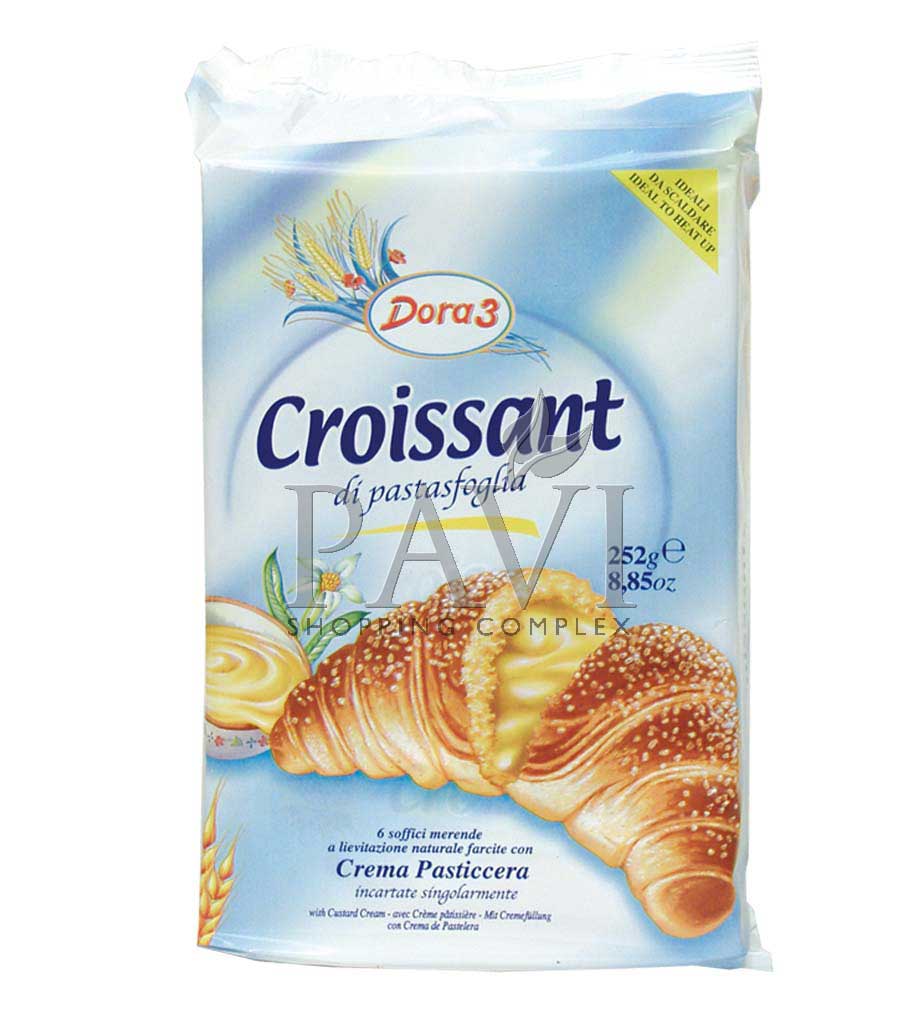 IDEALI
DA SCALDARE
IDEAL TO HEAT UP
Dora3
Croissant
di pastasfoglia
PAVI
SHOPPING COMPLEX
252g e
8,85oz
6 soffici merende
a lievitazione naturale farcite con
Crema Pasticcera
incartate singolarmente
with Custard Cream - avec Crème pâtissière - Mit Cremefüllung
con Crema de Pastelera